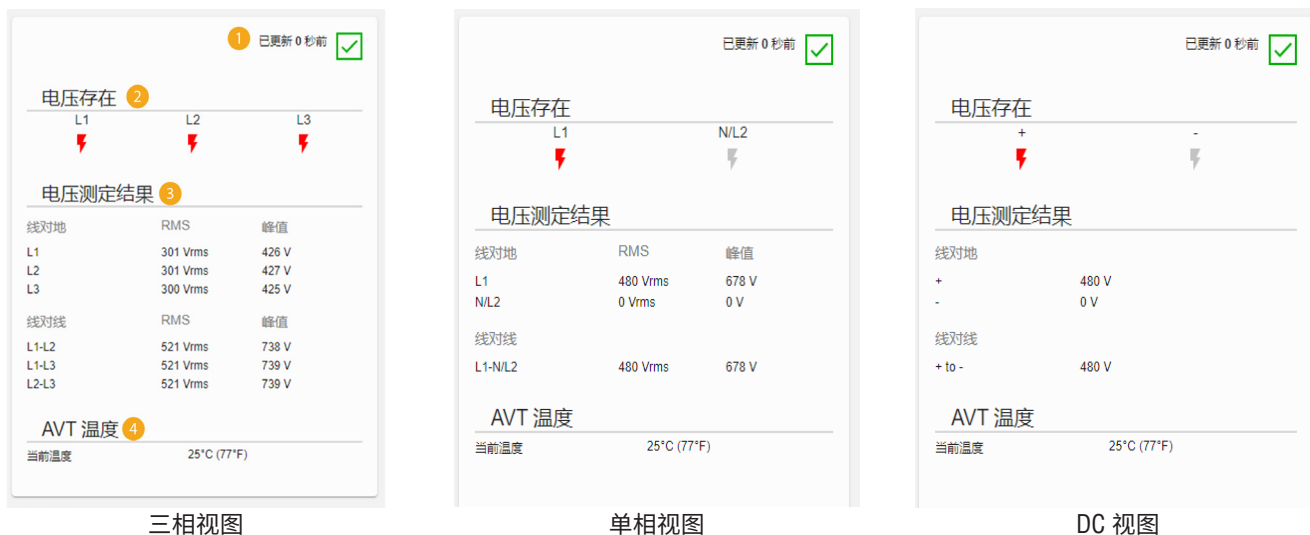 1 已更新 0 秒前
电压存在 2
L1 L2 L3
电压测定结果 3
线对地 RMS 峰值
L1 301 Vrms 426 V
L2 301 Vrms 427 V
L3 300 Vrms 425 V
线对线 RMS 峰值
L1-L2 521 Vrms 738 V
L1-L3 521 Vrms 739 V
L2-L3 521 Vrms 739 V
AVT 温度 4
当前温度 25°C (77°F)
三相视图
已更新 0 秒前
电压存在
L1 N/L2
电压测定结果
线对地 RMS 峰值
L1 480 Vrms 678 V
N/L2 0 Vrms 0 V
线对线
L1-N/L2 480 Vrms 678 V
AVT 温度
当前温度 25°C (77°F)
单相视图
已更新 0 秒前
电压存在
+ -
电压测定结果
线对地
+ 480 V
- 0 V
线对线
+ to - 480 V
AVT 温度
当前温度 25°C (77°F)
DC 视图